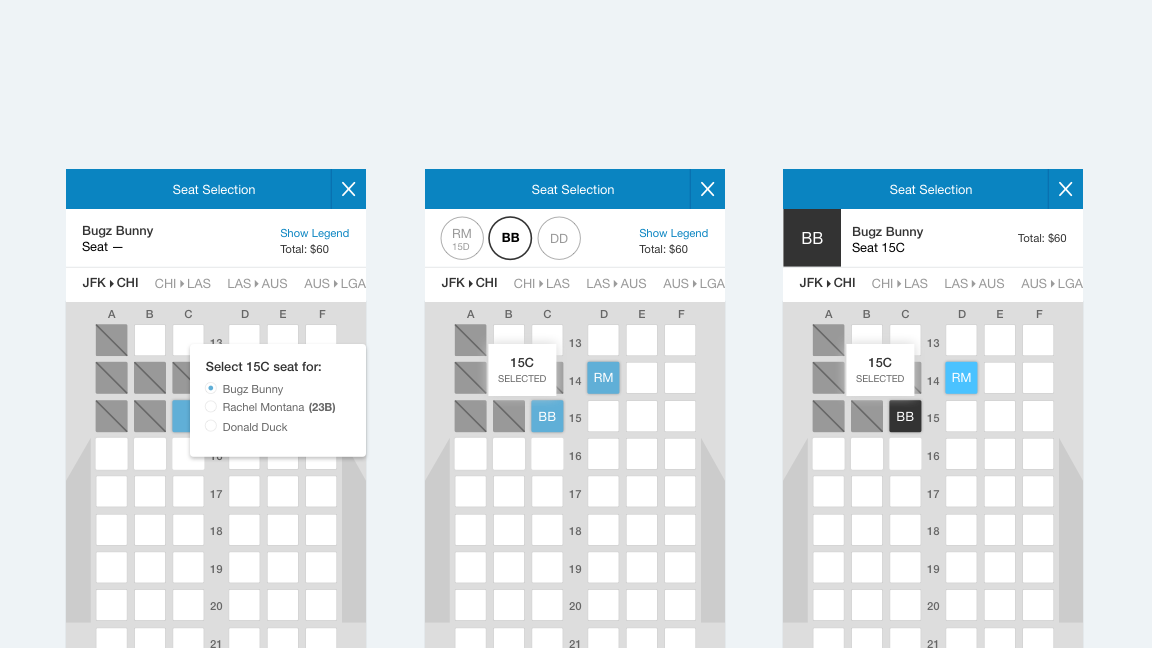 Seat Selection
Bugz Bunny
Seat —
Show Legend
Total: $60
JFK ▸ CHI CHI ▸ LAS LAS ▸ AUS AUS ▸ LGA
A B C D E F
13
Select 15C seat for:
Bugz Bunny
Rachel Montana (23B)
Donald Duck
16
17
18
19
20
21
Seat Selection
RM
15D
BB
DD
Show Legend
Total: $60
JFK ▸ CHI CHI ▸ LAS LAS ▸ AUS AUS ▸ LGA
A B C D E F
13
15C
SELECTED
14 RM
BB 15
16
17
18
19
20
21
Seat Selection
BB
Bugz Bunny
Seat 15C
Total: $60
JFK ▸ CHI CHI ▸ LAS LAS ▸ AUS AUS ▸ LGA
A B C D E F
13
15C
SELECTED
14 RM
BB 15
16
17
18
19
20
21